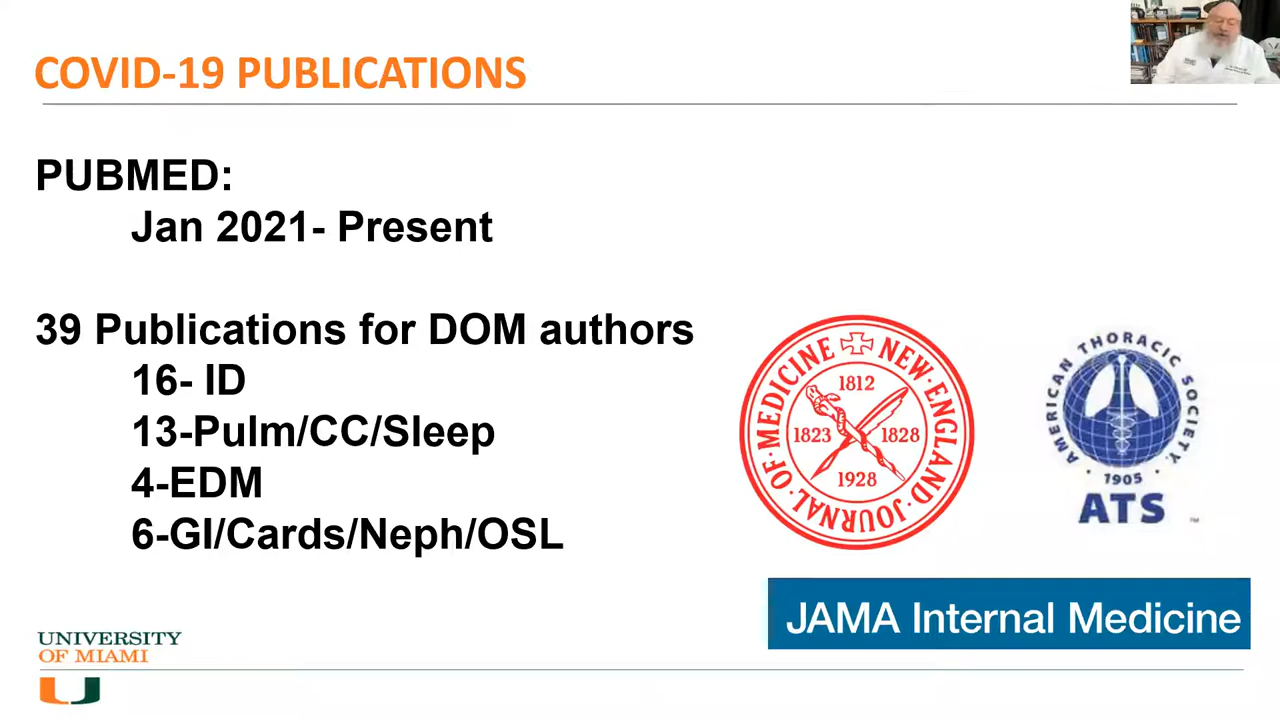 COVID-19 PUBLICATIONS
PUBMED:
Jan 2021- Present
39 Publications for DOM authors
16- ID
13-Pulm/CC/Sleep
4-EDM
6-GI/Cards/Neph/OSL
THE NEW ENGLAND JOURNAL OF MEDICINE
1812
1823
1828
1928
AMERICAN THORACIC SOCIETY
1905
ATS
TM
JAMA Internal Medicine
UNIVERSITY
OF MIAMI